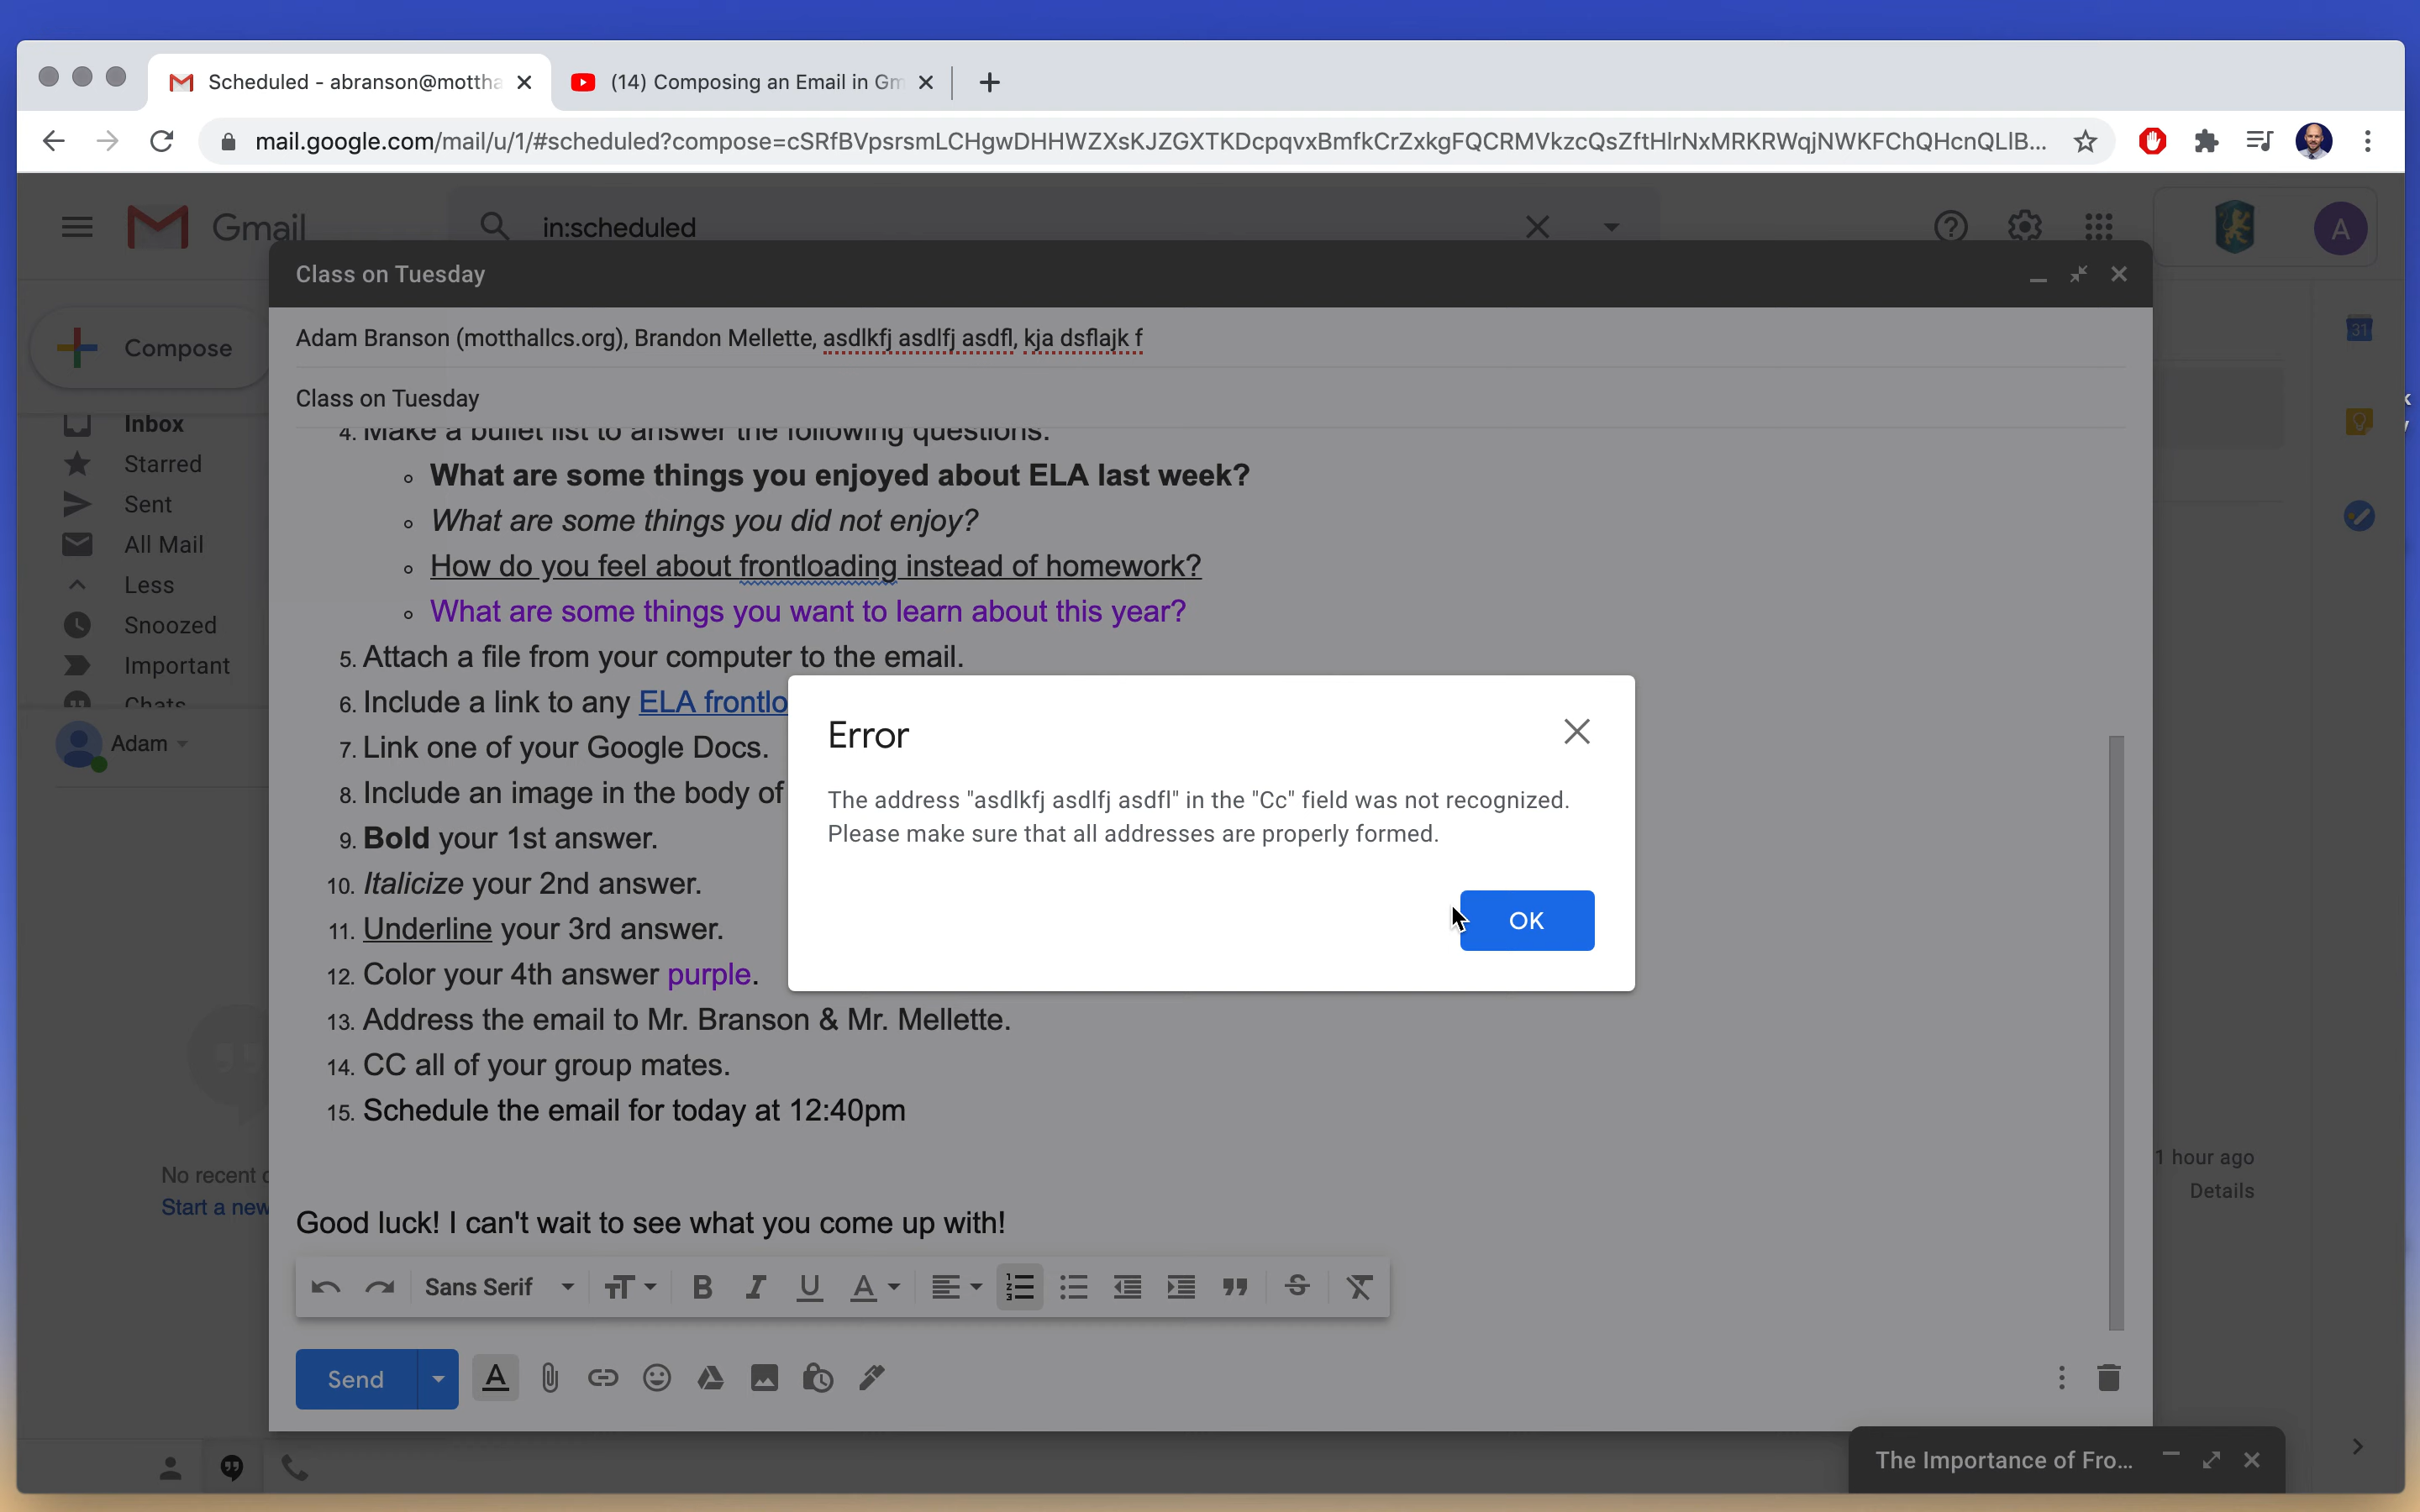 Scheduled - abranson@mottha
(14) Composing an Email in Gm
mail.google.com/mail/u/1/#scheduled?compose=cSRfBVpsrsmLCHgwDHHWZXsKJZGXTKDcpqvxBmfkCrZxkgFQCRMVkzcQsZftHlrNxMRKRWqjNWKFChQHcnQLlB...
Gmail
in:scheduled
A
Class on Tuesday
Compose
Adam Branson (motthallcs.org), Brandon Mellette, asdlkfj asdlfj asdfl, kja dsflajk f
31
Class on Tuesday
Inbox
4. Make a bullet list to answer the following questions.
Starred
What are some things you enjoyed about ELA last week?
Sent
What are some things you did not enjoy?
All Mail
How do you feel about frontloading instead of homework?
Less
What are some things you want to learn about this year?
Snoozed
5. Attach a file from your computer to the email.
Important
6. Include a link to any ELA frontlo
Chats
Adam
7. Link one of your Google Docs.
8. Include an image in the body of
9. Bold your 1st answer.
10. Italicize your 2nd answer.
11. Underline your 3rd answer.
12. Color your 4th answer purple.
13. Address the email to Mr. Branson & Mr. Mellette.
14. CC all of your group mates.
15. Schedule the email for today at 12:40pm
Error
The address "asdlkfj asdlfj asdfl" in the "Cc" field was not recognized.
Please make sure that all addresses are properly formed.
OK
No recent
Start a new
1 hour ago
Details
Good luck! I can't wait to see what you come up with!
Sans Serif
Send
The Importance of Fro...